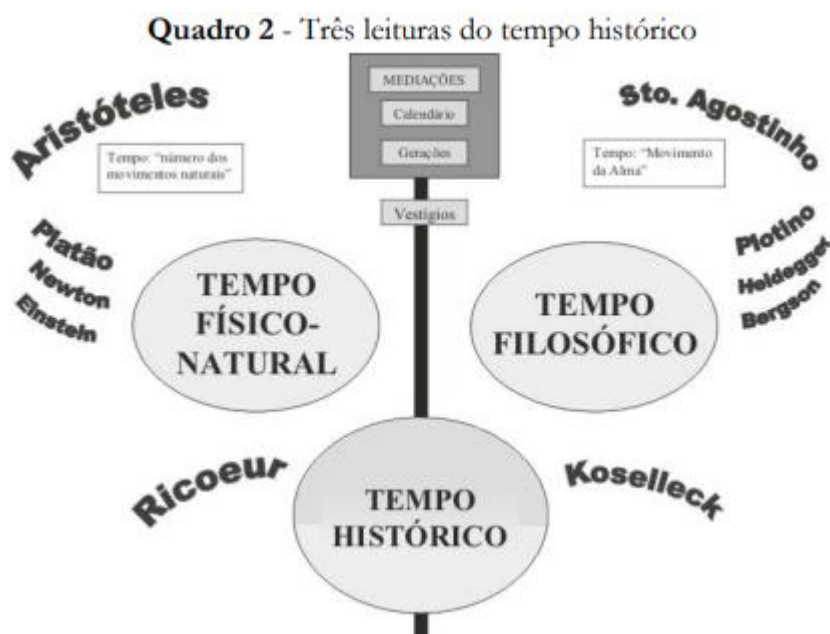 Quadro 2 - Três leituras do tempo histórico
MEDIAÇÕES
Calendário
Gerações
Vestígios
Aristóteles
Tempo: “número dos
movimentos naturais”
Platão
Newton
Einstein
TEMPO
FÍSICO-
NATURAL
Sto. Agostinho
Tempo: “Movimento
da Alma”
Plotino
Heidegger
Bergson
TEMPO
FILOSÓFICO
Ricoeur
TEMPO
HISTÓRICO
Koselleck